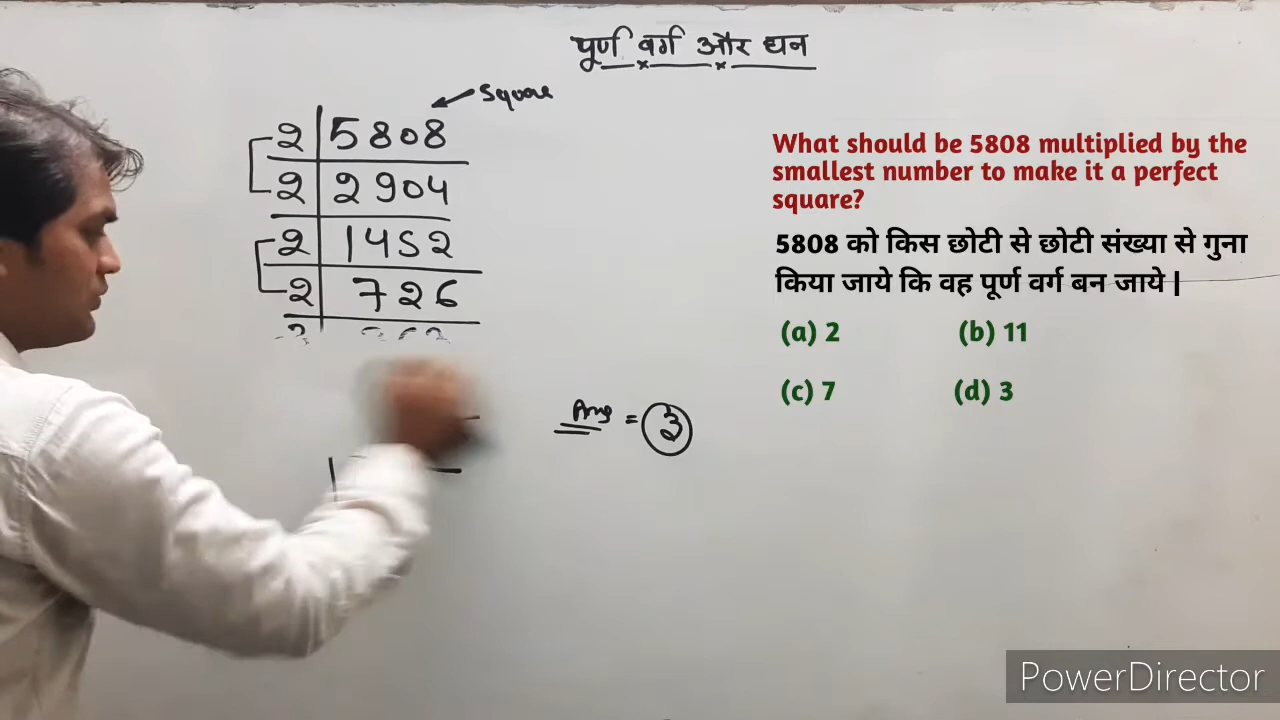 पूर्ण वर्ग और घन
Square
2 5808
2 2904
2 1452
2 726
Ans = 3
What should be 5808 multiplied by the
smallest number to make it a perfect
square?
5808 को किस छोटी से छोटी संख्या से गुना
किया जाये कि वह पूर्ण वर्ग बन जाये |
(a) 2 (b) 11
(c) 7 (d) 3
PowerDirector